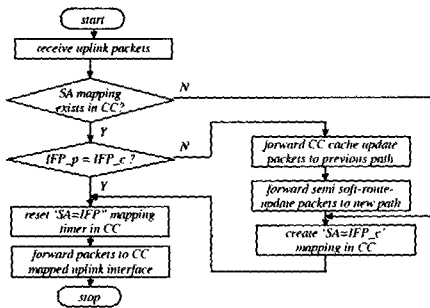 start
receive uplink packets
SA mapping
exists in CC?
N
Y
IFP_p = IFP_c ?
N
Y
forward CC cache update
packets to previous path
forward semi soft-route-
update packets to new path
create 'SA=IFP_c'
mapping in CC
reset "SA=IFP" mapping
timer in CC
forward packets to CC
mapped uplink interface
stop